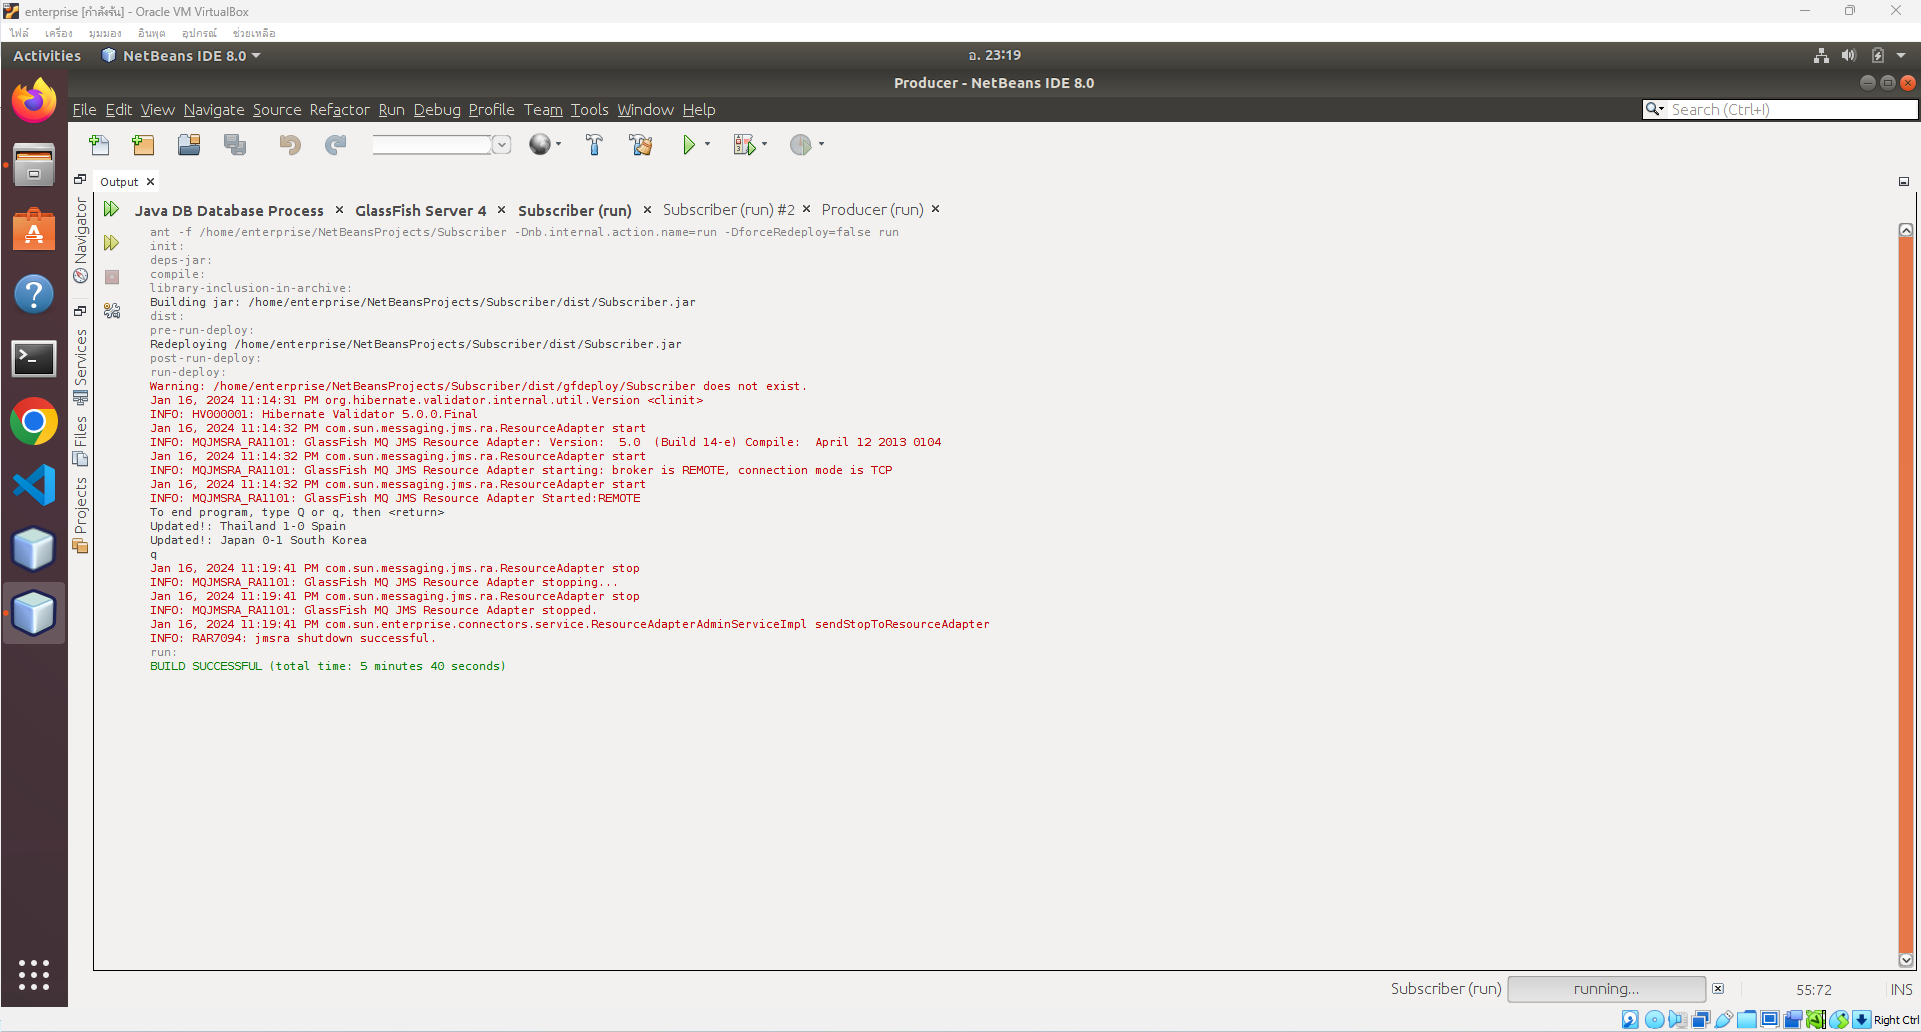 enterprise [กำลังรัน] - Oracle VM VirtualBox
ไฟล์ เครื่อง มุมมอง อินพุต อุปกรณ์ ช่วยเหลือ
Activities NetBeans IDE 8.0 อ. 23:19
Producer - NetBeans IDE 8.0
File Edit View Navigate Source Refactor Run Debug Profile Team Tools Window Help Search (Ctrl+I)
Output
Navigator
Services
Files
Projects
Java DB Database Process GlassFish Server 4 Subscriber (run) Subscriber (run) #2 Producer (run)
ant -f /home/enterprise/NetBeansProjects/Subscriber -Dnb.internal.action.name=run -DforceRedeploy=false run
init:
deps-jar:
compile:
library-inclusion-in-archive:
Building jar: /home/enterprise/NetBeansProjects/Subscriber/dist/Subscriber.jar
dist:
pre-run-deploy:
Redeploying /home/enterprise/NetBeansProjects/Subscriber/dist/Subscriber.jar
post-run-deploy:
run-deploy:
Warning: /home/enterprise/NetBeansProjects/Subscriber/dist/gfdeploy/Subscriber does not exist.
Jan 16, 2024 11:14:31 PM org.hibernate.validator.internal.util.Version <clinit>
INFO: HV000001: Hibernate Validator 5.0.0.Final
Jan 16, 2024 11:14:32 PM com.sun.messaging.jms.ra.ResourceAdapter start
INFO: MQJMSRA_RA1101: GlassFish MQ JMS Resource Adapter: Version:  5.0  (Build 14-e) Compile:  April 12 2013 0104
Jan 16, 2024 11:14:32 PM com.sun.messaging.jms.ra.ResourceAdapter start
INFO: MQJMSRA_RA1101: GlassFish MQ JMS Resource Adapter starting: broker is REMOTE, connection mode is TCP
Jan 16, 2024 11:14:32 PM com.sun.messaging.jms.ra.ResourceAdapter start
INFO: MQJMSRA_RA1101: GlassFish MQ JMS Resource Adapter Started:REMOTE
To end program, type Q or q, then <return>
Updated!: Thailand 1-0 Spain
Updated!: Japan 0-1 South Korea
q
Jan 16, 2024 11:19:41 PM com.sun.messaging.jms.ra.ResourceAdapter stop
INFO: MQJMSRA_RA1101: GlassFish MQ JMS Resource Adapter stopping...
Jan 16, 2024 11:19:41 PM com.sun.messaging.jms.ra.ResourceAdapter stop
INFO: MQJMSRA_RA1101: GlassFish MQ JMS Resource Adapter stopped.
Jan 16, 2024 11:19:41 PM com.sun.enterprise.connectors.service.ResourceAdapterAdminServiceImpl sendStopToResourceAdapter
INFO: RAR7094: jmsra shutdown successful.
run:
BUILD SUCCESSFUL (total time: 5 minutes 40 seconds)
Subscriber (run) running... 55:72 INS
Right Ctrl